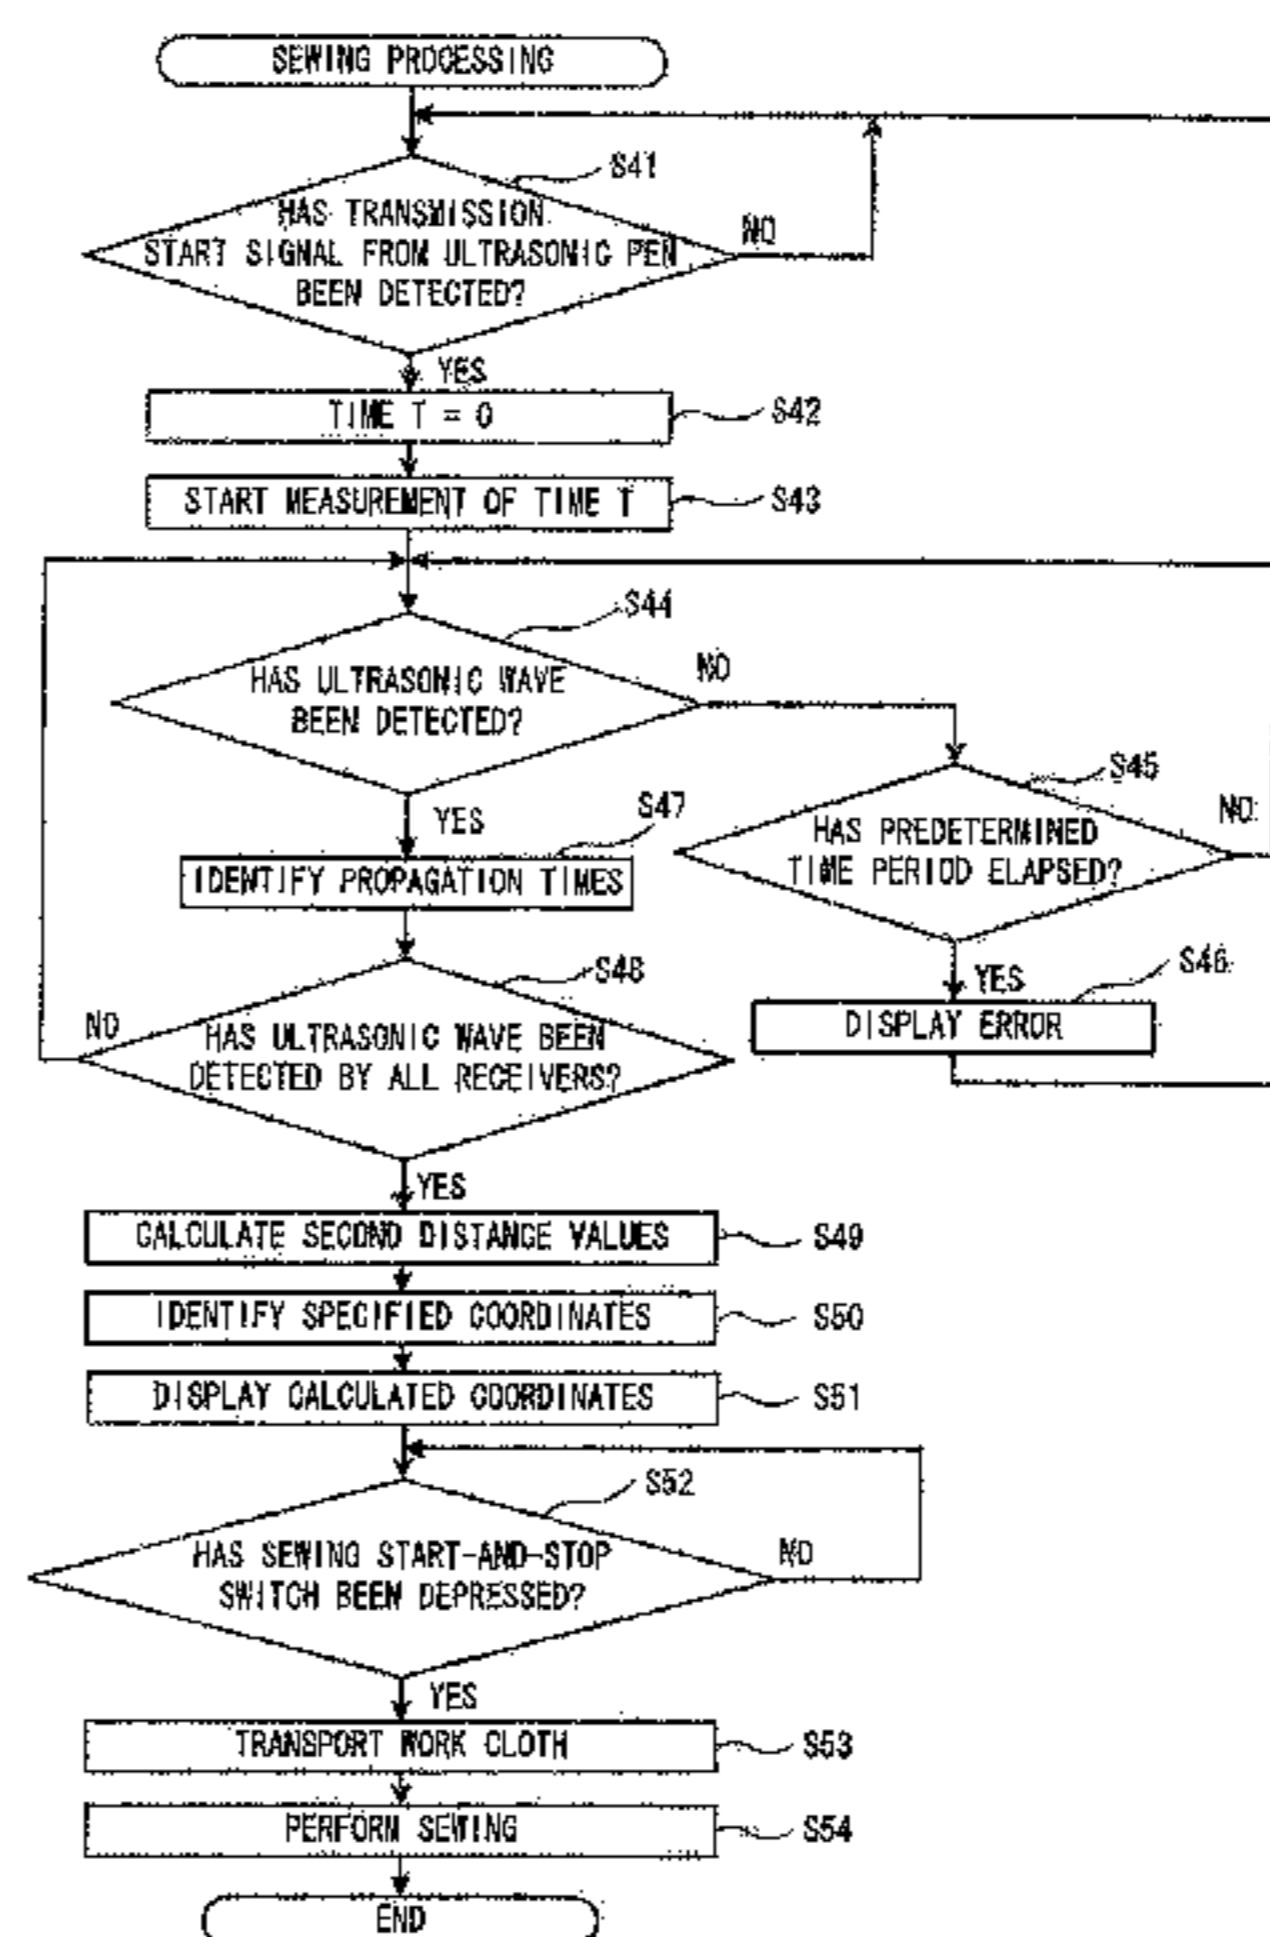 SEWING PROCESSING
S41
HAS TRANSMISSION
START SIGNAL FROM ULTRASONIC PEN
BEEN DETECTED?
NO
YES
TIME T = 0
S42
START MEASUREMENT OF TIME T
S43
S44
HAS ULTRASONIC WAVE
BEEN DETECTED?
NO
YES
S45
HAS PREDETERMINED
TIME PERIOD ELAPSED?
NO
YES
S46
DISPLAY ERROR
S47
IDENTIFY PROPAGATION TIMES
S48
HAS ULTRASONIC WAVE BEEN
DETECTED BY ALL RECEIVERS?
NO
YES
CALCULATE SECOND DISTANCE VALUES
S49
IDENTIFY SPECIFIED COORDINATES
S50
DISPLAY CALCULATED COORDINATES
S51
S52
HAS SEWING START-AND-STOP
SWITCH BEEN DEPRESSED?
NO
YES
TRANSPORT WORK CLOTH
S53
PERFORM SEWING
S54
END